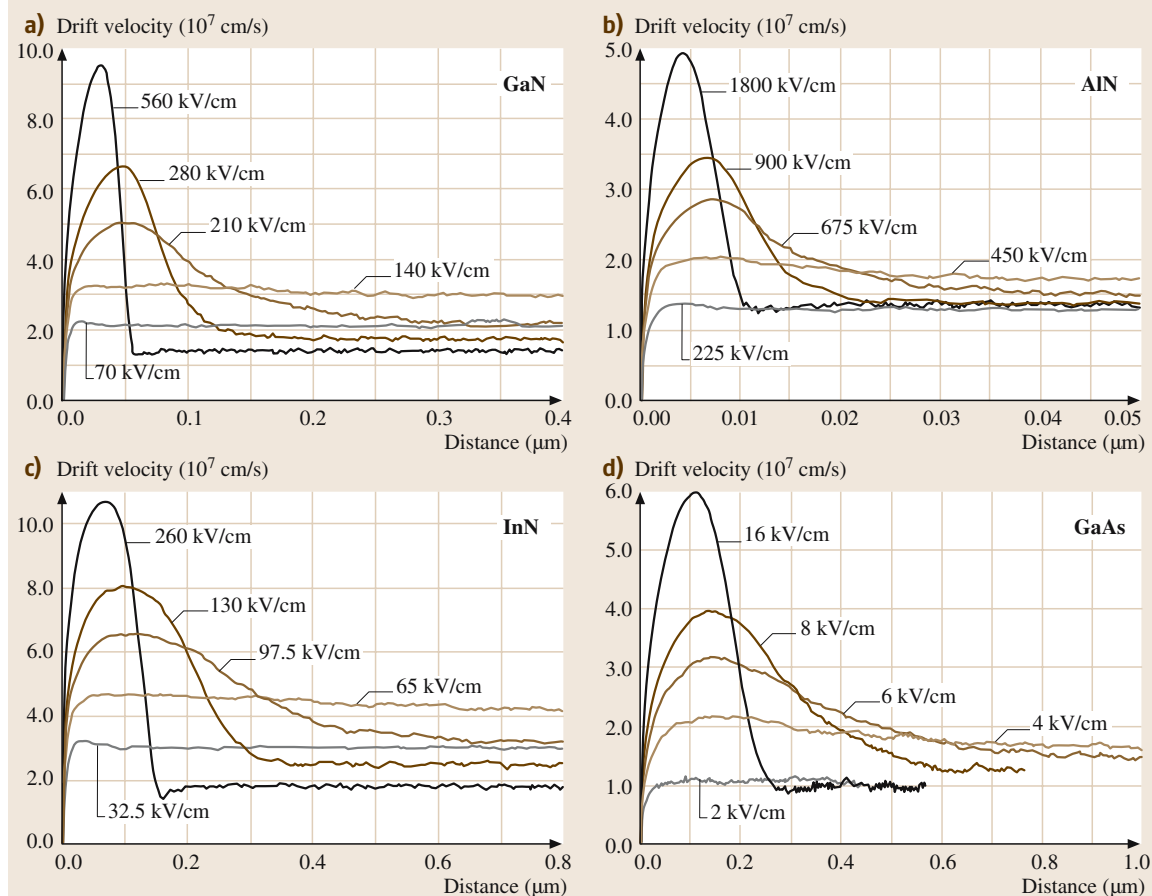 a) Drift velocity (10⁷ cm/s)
10.0
8.0
6.0
4.0
2.0
0.0
GaN
560 kV/cm
280 kV/cm
210 kV/cm
140 kV/cm
70 kV/cm
0.0 0.1 0.2 0.3 0.4
Distance (µm)
b) Drift velocity (10⁷ cm/s)
5.0
4.0
3.0
2.0
1.0
0.0
AlN
1800 kV/cm
900 kV/cm
675 kV/cm
450 kV/cm
225 kV/cm
0.00 0.01 0.02 0.03 0.04 0.05
Distance (µm)
c) Drift velocity (10⁷ cm/s)
10.0
8.0
6.0
4.0
2.0
0.0
InN
260 kV/cm
130 kV/cm
97.5 kV/cm
65 kV/cm
32.5 kV/cm
0.0 0.2 0.4 0.6 0.8
Distance (µm)
d) Drift velocity (10⁷ cm/s)
6.0
5.0
4.0
3.0
2.0
1.0
0.0
GaAs
16 kV/cm
8 kV/cm
6 kV/cm
4 kV/cm
2 kV/cm
0.0 0.2 0.4 0.6 0.8 1.0
Distance (µm)